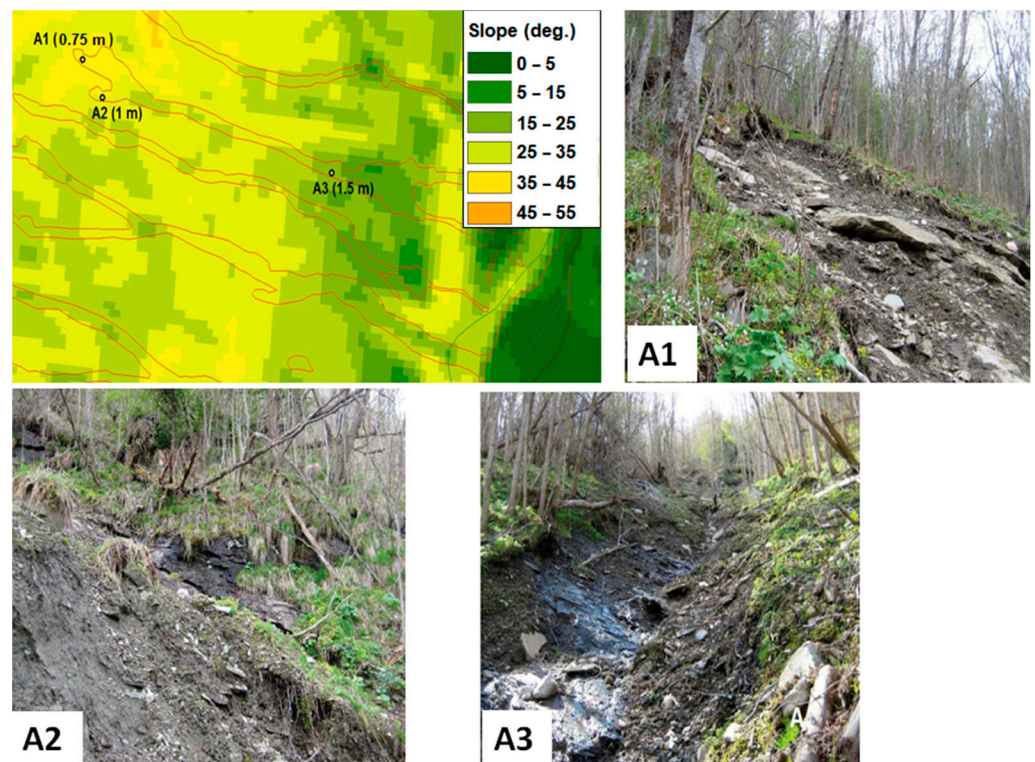 A1 (0.75 m)
A2 (1 m)
A3 (1.5 m)
Slope (deg.)
0 – 5
5 – 15
15 – 25
25 – 35
35 – 45
45 – 55
A1
A2
A3
A